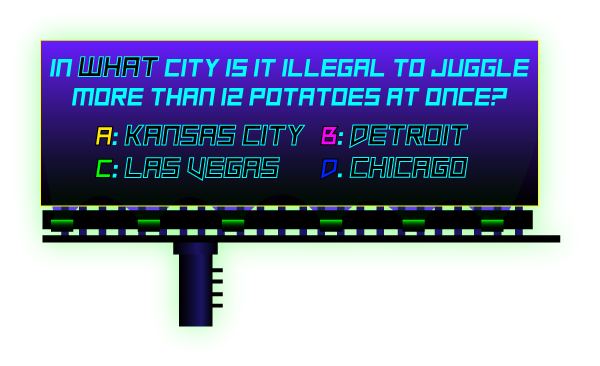 IN WHAT CITY IS IT ILLEGAL TO JUGGLE
MORE THAN 12 POTATOES AT ONCE?
A: KANSAS CITY B: DETROIT
C: LAS VEGAS D. CHICAGO